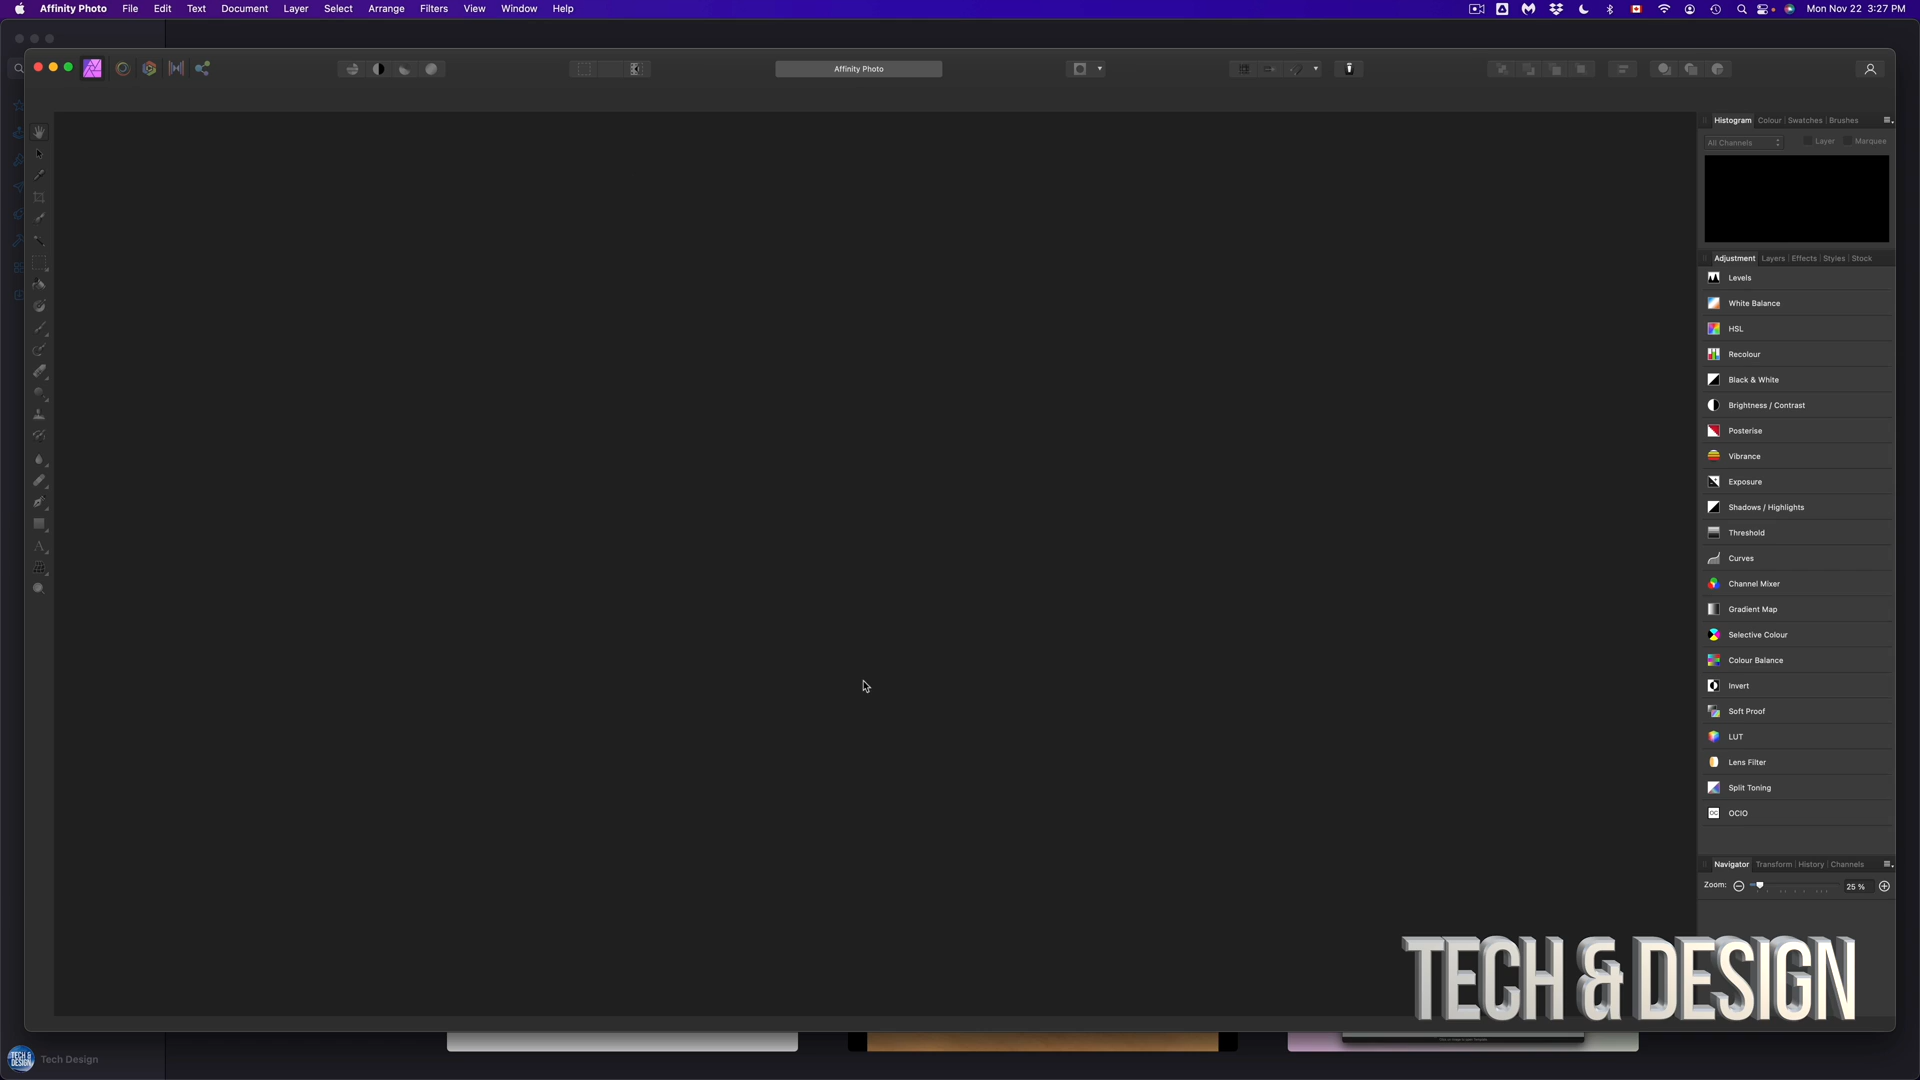 Affinity Photo File Edit Text Document Layer Select Arrange Filters View Window Help Mon Nov 22 3:27 PM
Affinity Photo
Histogram Colour Swatches Brushes
All Channels Layer Marquee
Adjustment Layers Effects Styles Stock
Levels
White Balance
HSL
Recolour
Black & White
Brightness / Contrast
Posterise
Vibrance
Exposure
Shadows / Highlights
Threshold
Curves
Channel Mixer
Gradient Map
Selective Colour
Colour Balance
Invert
Soft Proof
LUT
Lens Filter
Split Toning
OCIO
Navigator Transform History Channels
Zoom: 25 %
TECH & DESIGN
Tech Design